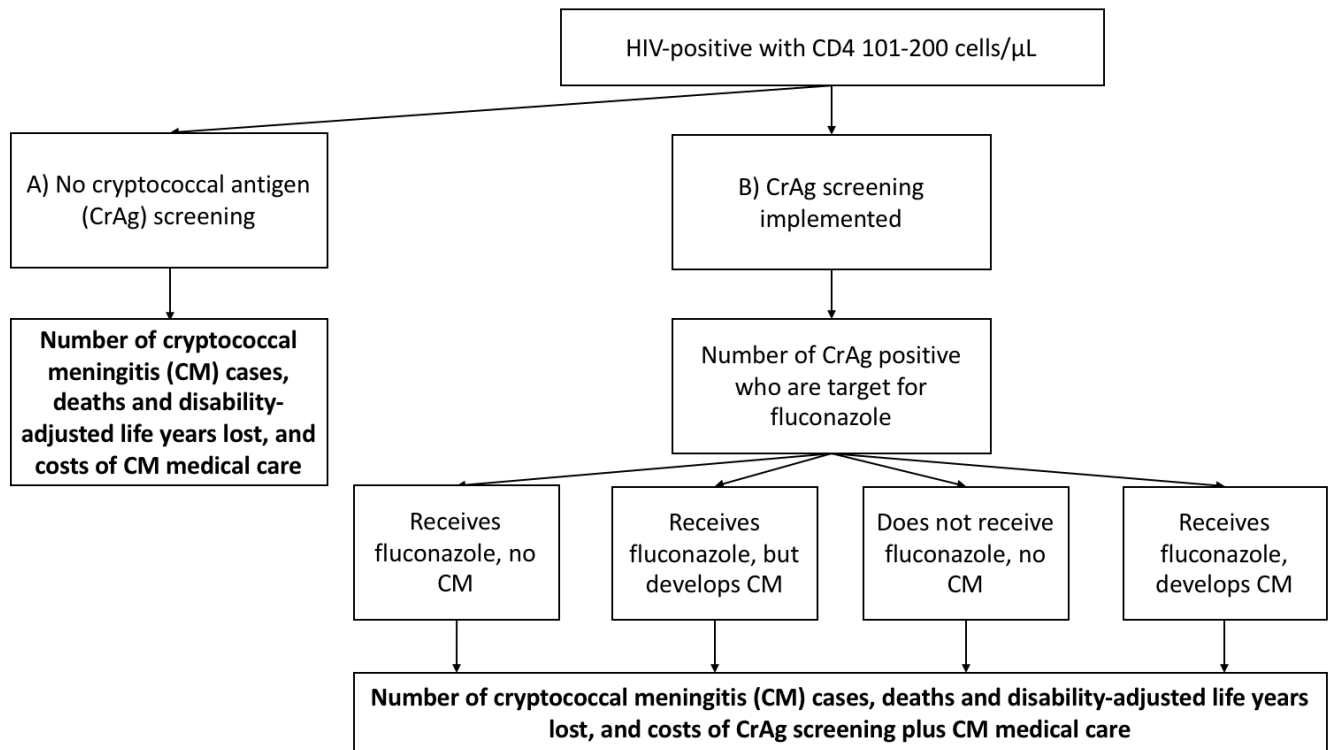 HIV-positive with CD4 101-200 cells/µL
A) No cryptococcal antigen
(CrAg) screening
B) CrAg screening
implemented
Number of cryptococcal
meningitis (CM) cases,
deaths and disability-
adjusted life years lost, and
costs of CM medical care
Number of CrAg positive
who are target for
fluconazole
Receives
fluconazole, no
CM
Receives
fluconazole, but
develops CM
Does not receive
fluconazole, no
CM
Receives
fluconazole,
develops CM
Number of cryptococcal meningitis (CM) cases, deaths and disability-adjusted life years
lost, and costs of CrAg screening plus CM medical care